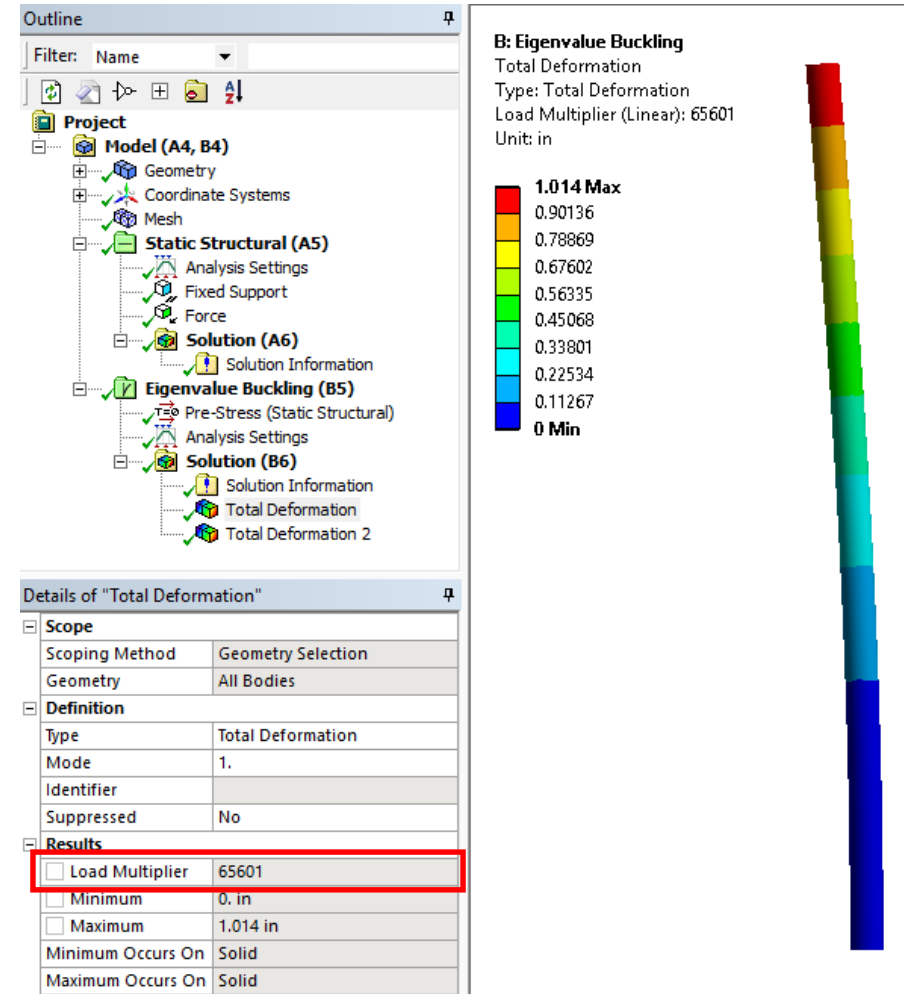 Outline
Filter: Name
Project
Model (A4, B4)
Geometry
Coordinate Systems
Mesh
Static Structural (A5)
Analysis Settings
Fixed Support
Force
Solution (A6)
Solution Information
Eigenvalue Buckling (B5)
Pre-Stress (Static Structural)
Analysis Settings
Solution (B6)
Solution Information
Total Deformation
Total Deformation 2
Details of "Total Deformation"
Scope
Scoping Method Geometry Selection
Geometry All Bodies
Definition
Type Total Deformation
Mode 1.
Identifier
Suppressed No
Results
Load Multiplier 65601
Minimum 0. in
Maximum 1.014 in
Minimum Occurs On Solid
Maximum Occurs On Solid
B: Eigenvalue Buckling
Total Deformation
Type: Total Deformation
Load Multiplier (Linear): 65601
Unit: in
1.014 Max
0.90136
0.78869
0.67602
0.56335
0.45068
0.33801
0.22534
0.11267
0 Min